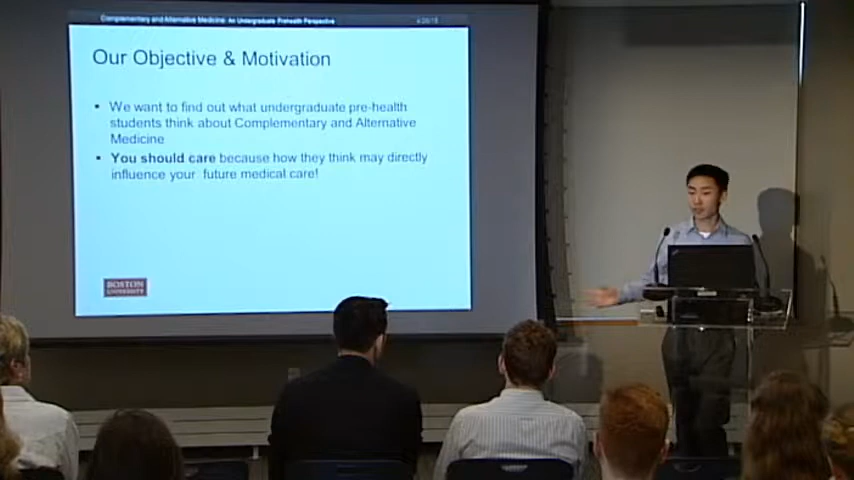 Complementary and Alternative Medicine: An Undergraduate Prehealth Perspective
Our Objective & Motivation
• We want to find out what undergraduate pre-health
students think about Complementary and Alternative
Medicine
• You should care because how they think may directly
influence your future medical care!
BOSTON
UNIVERSITY